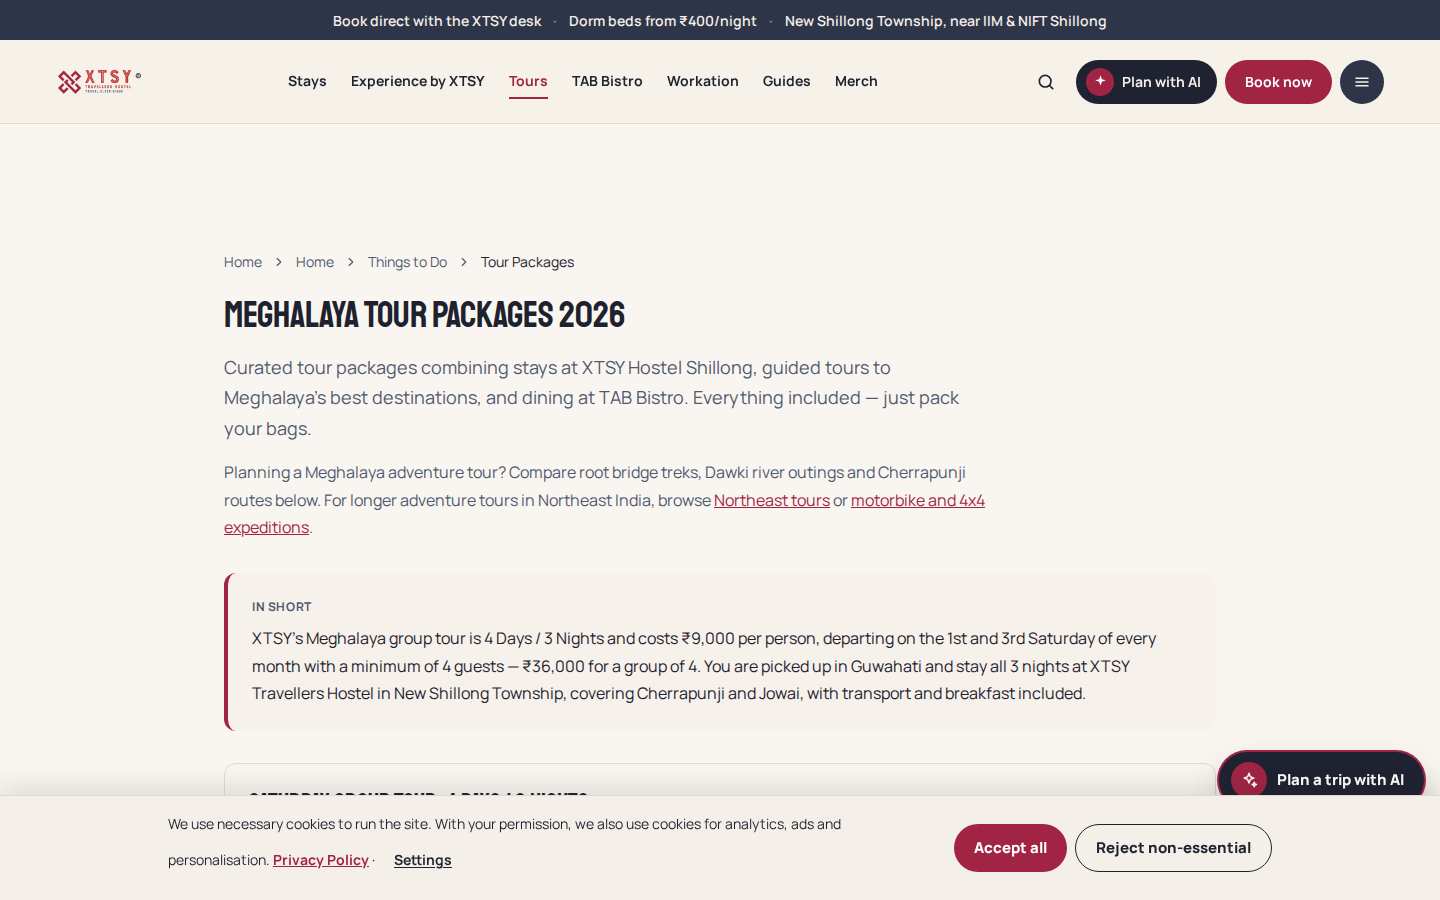 Book direct with the XTSY desk · Dorm beds from ₹400/night · New Shillong Township, near IIM & NIFT Shillong
XTSY
Stays Experience by XTSY Tours TAB Bistro Workation Guides Merch
Plan with AI
Book now
Home > Home > Things to Do > Tour Packages
MEGHALAYA TOUR PACKAGES 2026
Curated tour packages combining stays at XTSY Hostel Shillong, guided tours to
Meghalaya's best destinations, and dining at TAB Bistro. Everything included — just pack
your bags.
Planning a Meghalaya adventure tour? Compare root bridge treks, Dawki river outings and Cherrapunji
routes below. For longer adventure tours in Northeast India, browse Northeast tours or motorbike and 4x4
expeditions.
IN SHORT
XTSY's Meghalaya group tour is 4 Days / 3 Nights and costs ₹9,000 per person, departing on the 1st and 3rd Saturday of every
month with a minimum of 4 guests — ₹36,000 for a group of 4. You are picked up in Guwahati and stay all 3 nights at XTSY
Travellers Hostel in New Shillong Township, covering Cherrapunji and Jowai, with transport and breakfast included.
Plan a trip with AI
We use necessary cookies to run the site. With your permission, we also use cookies for analytics, ads and
personalisation. Privacy Policy · Settings
Accept all
Reject non-essential